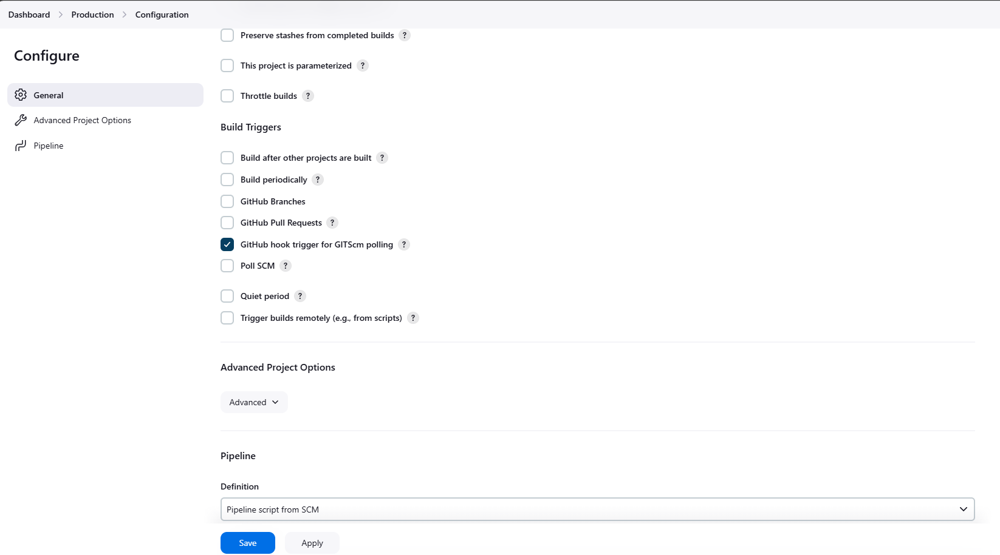 Dashboard > Production > Configuration
Configure
General
Advanced Project Options
Pipeline
Preserve stashes from completed builds ?
This project is parameterized ?
Throttle builds ?
Build Triggers
Build after other projects are built ?
Build periodically ?
GitHub Branches
GitHub Pull Requests ?
GitHub hook trigger for GITScm polling ?
Poll SCM ?
Quiet period ?
Trigger builds remotely (e.g., from scripts) ?
Advanced Project Options
Advanced
Pipeline
Definition
Pipeline script from SCM
Save Apply